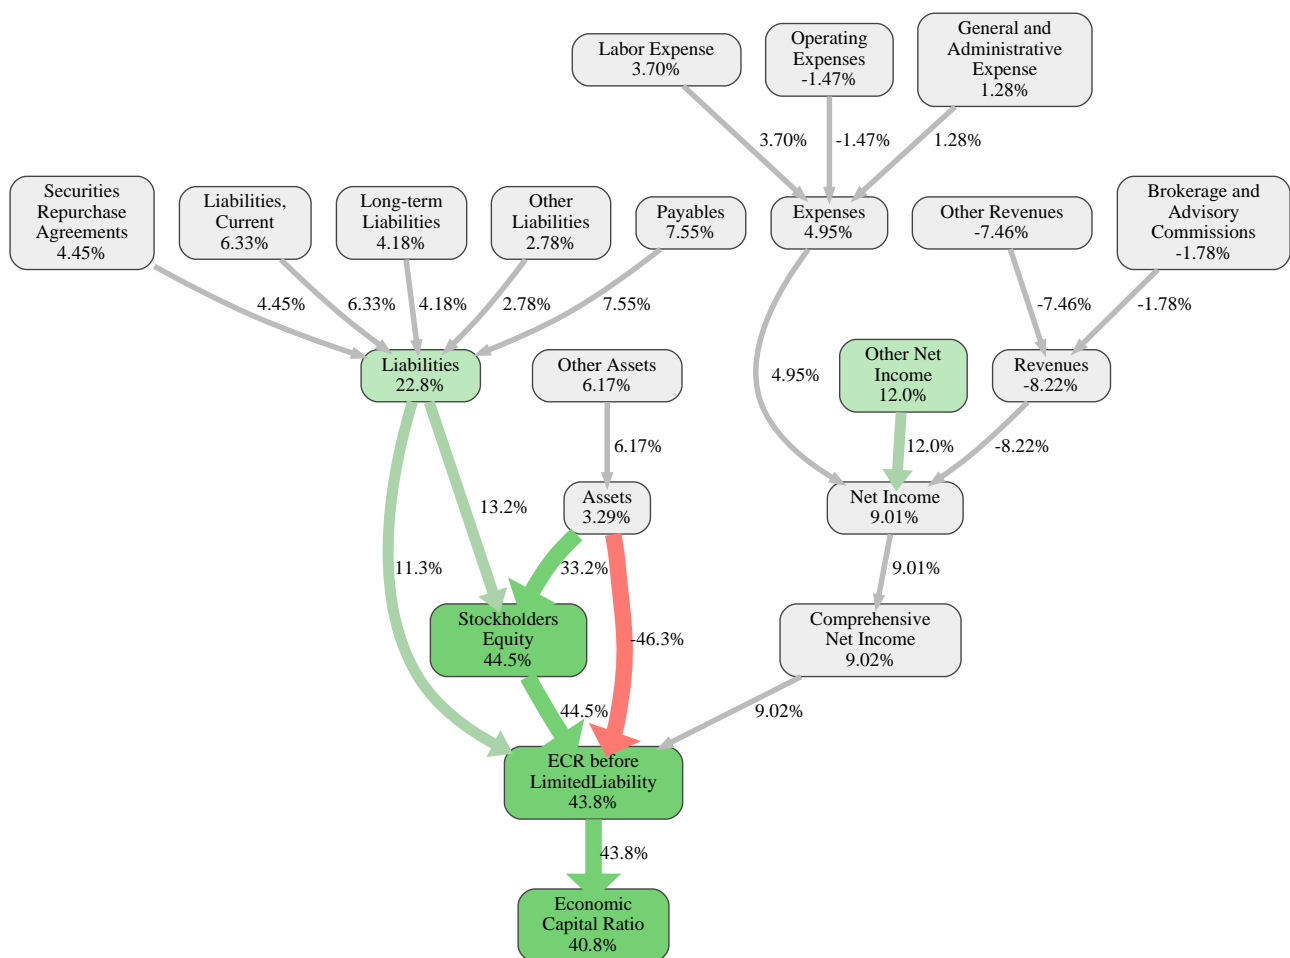 Labor Expense
3.70%
Operating
Expenses
-1.47%
General and
Administrative
Expense
1.28%
3.70%
-1.47%
1.28%
Securities
Repurchase
Agreements
4.45%
Liabilities,
Current
6.33%
Long-term
Liabilities
4.18%
Other
Liabilities
2.78%
Payables
7.55%
Expenses
4.95%
Other Revenues
-7.46%
Brokerage and
Advisory
Commissions
-1.78%
4.45%
6.33%
4.18%
2.78%
7.55%
-7.46%
-1.78%
Liabilities
22.8%
Other Assets
6.17%
4.95%
Other Net
Income
12.0%
Revenues
-8.22%
6.17%
12.0%
-8.22%
13.2%
Assets
3.29%
Net Income
9.01%
11.3%
33.2%
9.01%
Stockholders
Equity
44.5%
-46.3%
Comprehensive
Net Income
9.02%
44.5%
9.02%
ECR before
LimitedLiability
43.8%
43.8%
Economic
Capital Ratio
40.8%